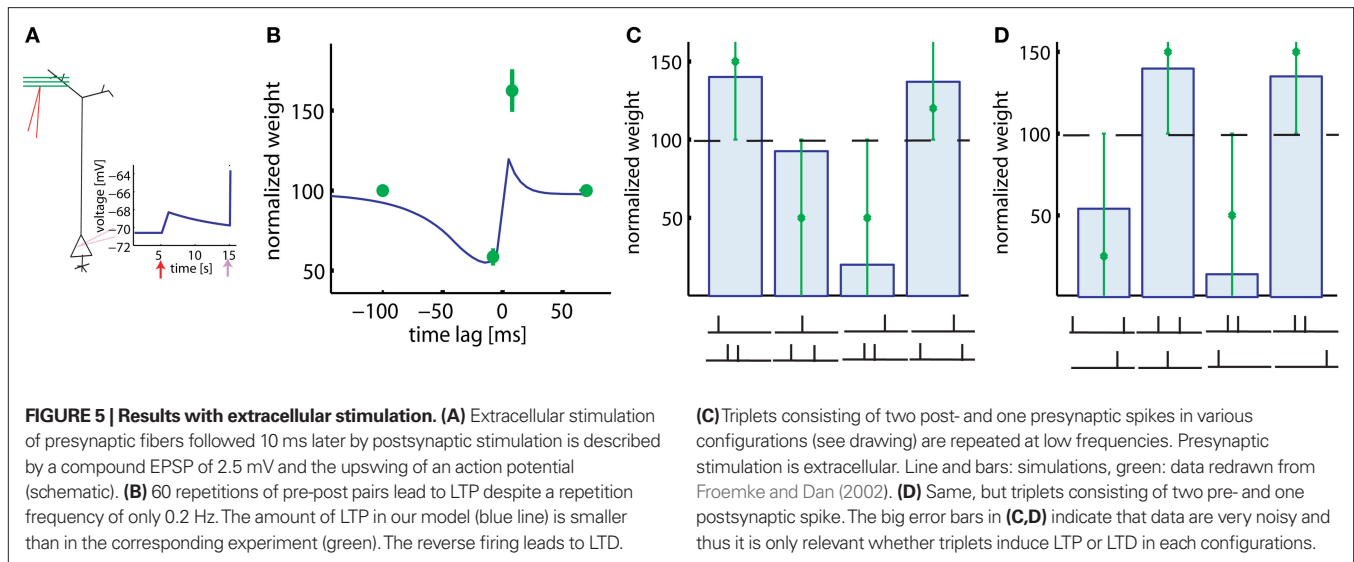 A
B
C
D
voltage [mV]
−64
−66
−68
−70
−72
5
10
15
time [s]
normalized weight
150
100
50
−100
−50
0
50
time lag [ms]
normalized weight
150
100
50
normalized weight
150
100
50
FIGURE 5 | Results with extracellular stimulation. (A) Extracellular stimulation
of presynaptic fibers followed 10 ms later by postsynaptic stimulation is described
by a compound EPSP of 2.5 mV and the upswing of an action potential
(schematic). (B) 60 repetitions of pre-post pairs lead to LTP despite a repetition
frequency of only 0.2 Hz. The amount of LTP in our model (blue line) is smaller
than in the corresponding experiment (green). The reverse firing leads to LTD.
(C) Triplets consisting of two post- and one presynaptic spikes in various
configurations (see drawing) are repeated at low frequencies. Presynaptic
stimulation is extracellular. Line and bars: simulations, green: data redrawn from
Froemke and Dan (2002). (D) Same, but triplets consisting of two pre- and one
postsynaptic spike. The big error bars in (C,D) indicate that data are very noisy and
thus it is only relevant whether triplets induce LTP or LTD in each configurations.